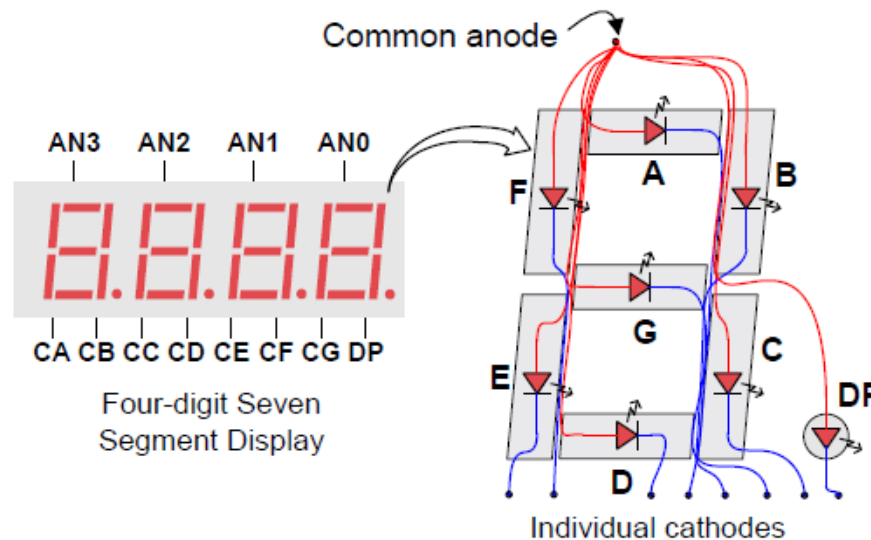 Common anode
AN3 AN2 AN1 AN0
CA CB CC CD CE CF CG DP
Four-digit Seven
Segment Display
A
F
B
G
E
C
D
DP
Individual cathodes